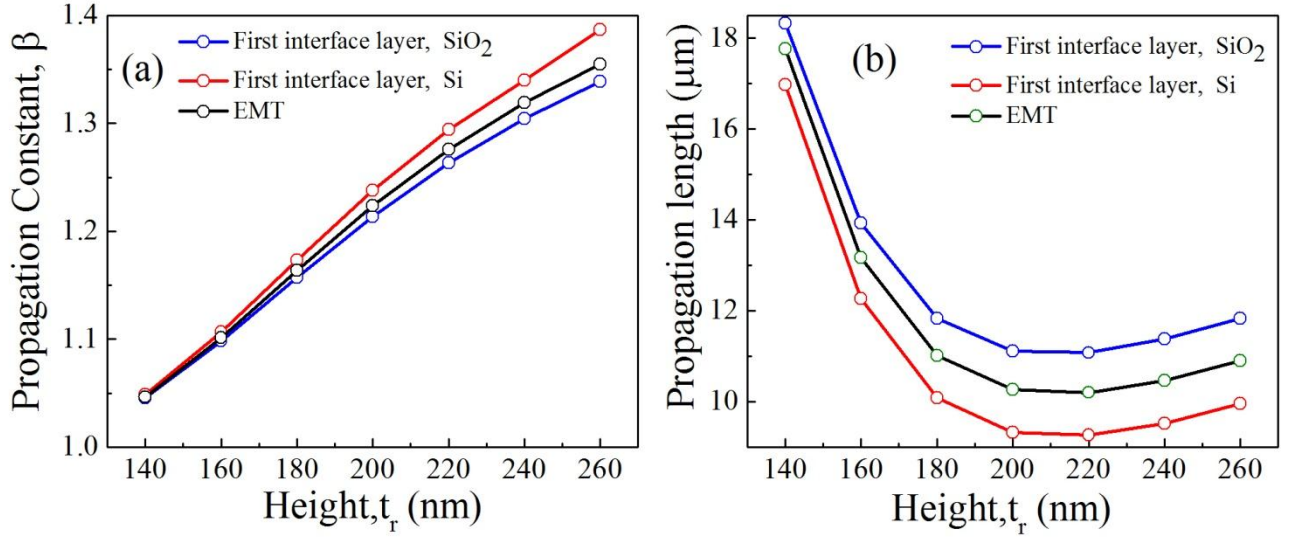 (a)
First interface layer, SiO₂
First interface layer, Si
EMT
Propagation Constant, β
1.4
1.3
1.2
1.1
1.0
140 160 180 200 220 240 260
Height,tᵣ (nm)
(b)
First interface layer, SiO₂
First interface layer, Si
EMT
Propagation length (μm)
18
16
14
12
10
140 160 180 200 220 240 260
Height,tᵣ (nm)